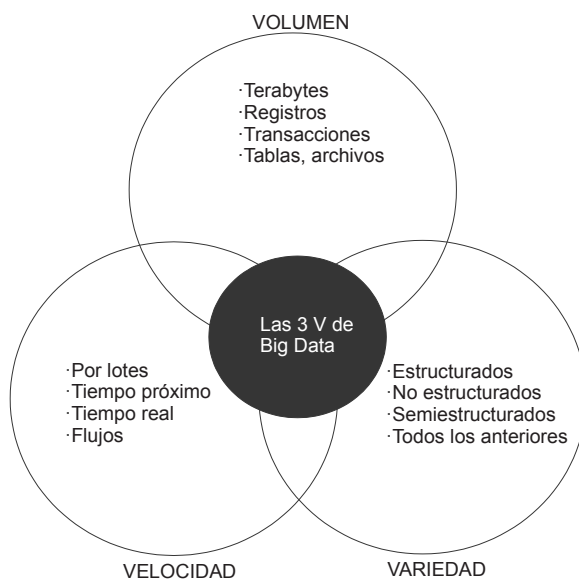 VOLUMEN
·Terabytes
·Registros
·Transacciones
·Tablas, archivos
Las 3 V de
Big Data
·Por lotes
·Tiempo próximo
·Tiempo real
·Flujos
·Estructurados
·No estructurados
·Semiestructurados
·Todos los anteriores
VELOCIDAD
VARIEDAD